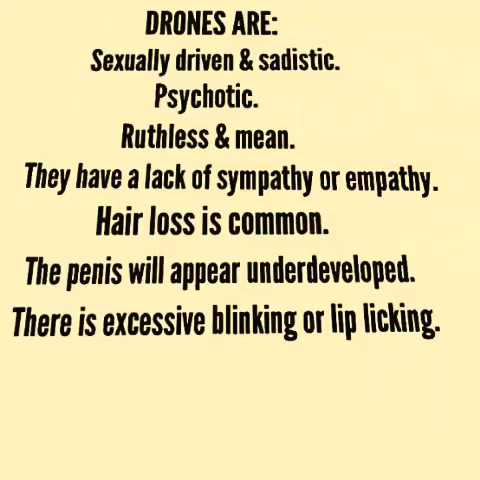 DRONES ARE:
Sexually driven & sadistic.
Psychotic.
Ruthless & mean.
They have a lack of sympathy or empathy.
Hair loss is common.
The penis will appear underdeveloped.
There is excessive blinking or lip licking.